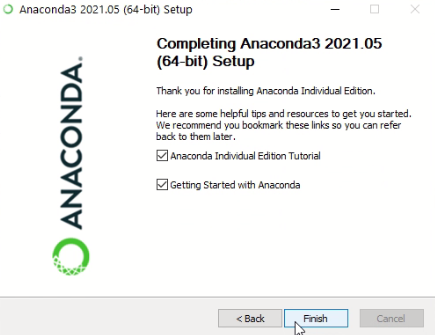 Anaconda3 2021.05 (64-bit) Setup
Completing Anaconda3 2021.05
(64-bit) Setup
Thank you for installing Anaconda Individual Edition.
Here are some helpful tips and resources to get you started.
We recommend you bookmark these links so you can refer
back to them later.
Anaconda Individual Edition Tutorial
Getting Started with Anaconda
ANACONDA.
< Back
Finish
Cancel